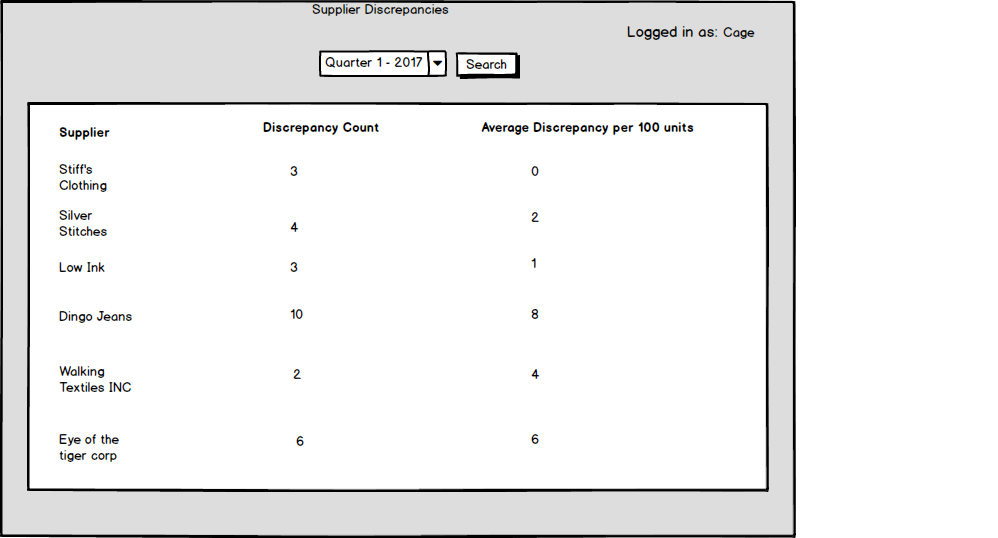 Supplier Discrepancies
Logged in as: Cage
Quarter 1 - 2017 Search
Supplier Discrepancy Count Average Discrepancy per 100 units
Stiff's
Clothing 3 0
Silver
Stitches 4 2
Low Ink 3 1
Dingo Jeans 10 8
Walking
Textiles INC 2 4
Eye of the
tiger corp 6 6